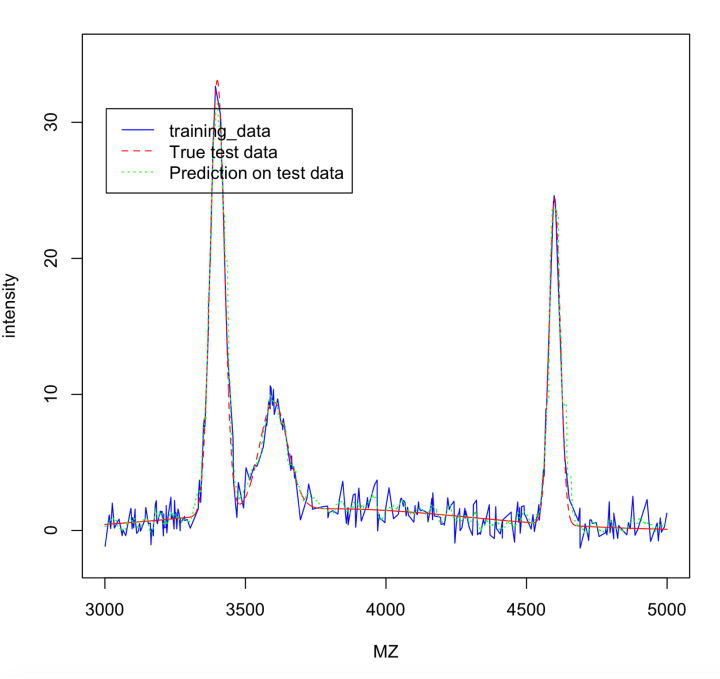 training_data
True test data
Prediction on test data
intensity
0
10
20
30
3000
3500
4000
4500
5000
MZ